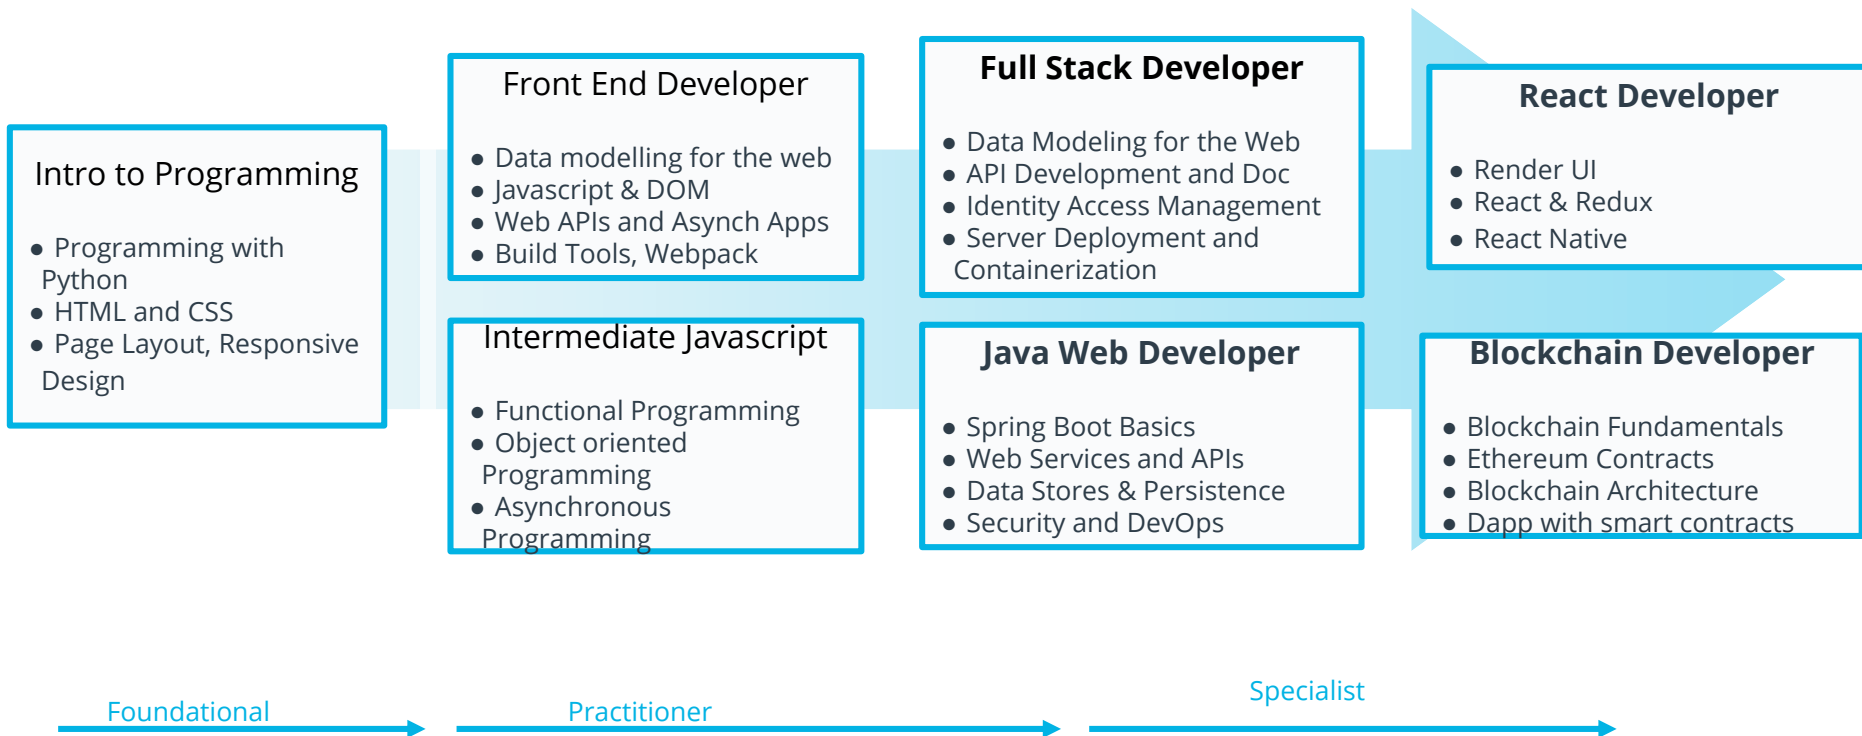 Intro to Programming
● Programming with
Python
● HTML and CSS
● Page Layout, Responsive
Design
Front End Developer
● Data modelling for the web
● Javascript & DOM
● Web APIs and Asynch Apps
● Build Tools, Webpack
Intermediate Javascript
● Functional Programming
● Object oriented
Programming
● Asynchronous
Programming
Full Stack Developer
● Data Modeling for the Web
● API Development and Doc
● Identity Access Management
● Server Deployment and
Containerization
Java Web Developer
● Spring Boot Basics
● Web Services and APIs
● Data Stores & Persistence
● Security and DevOps
React Developer
● Render UI
● React & Redux
● React Native
Blockchain Developer
● Blockchain Fundamentals
● Ethereum Contracts
● Blockchain Architecture
● Dapp with smart contracts
Foundational
Practitioner
Specialist